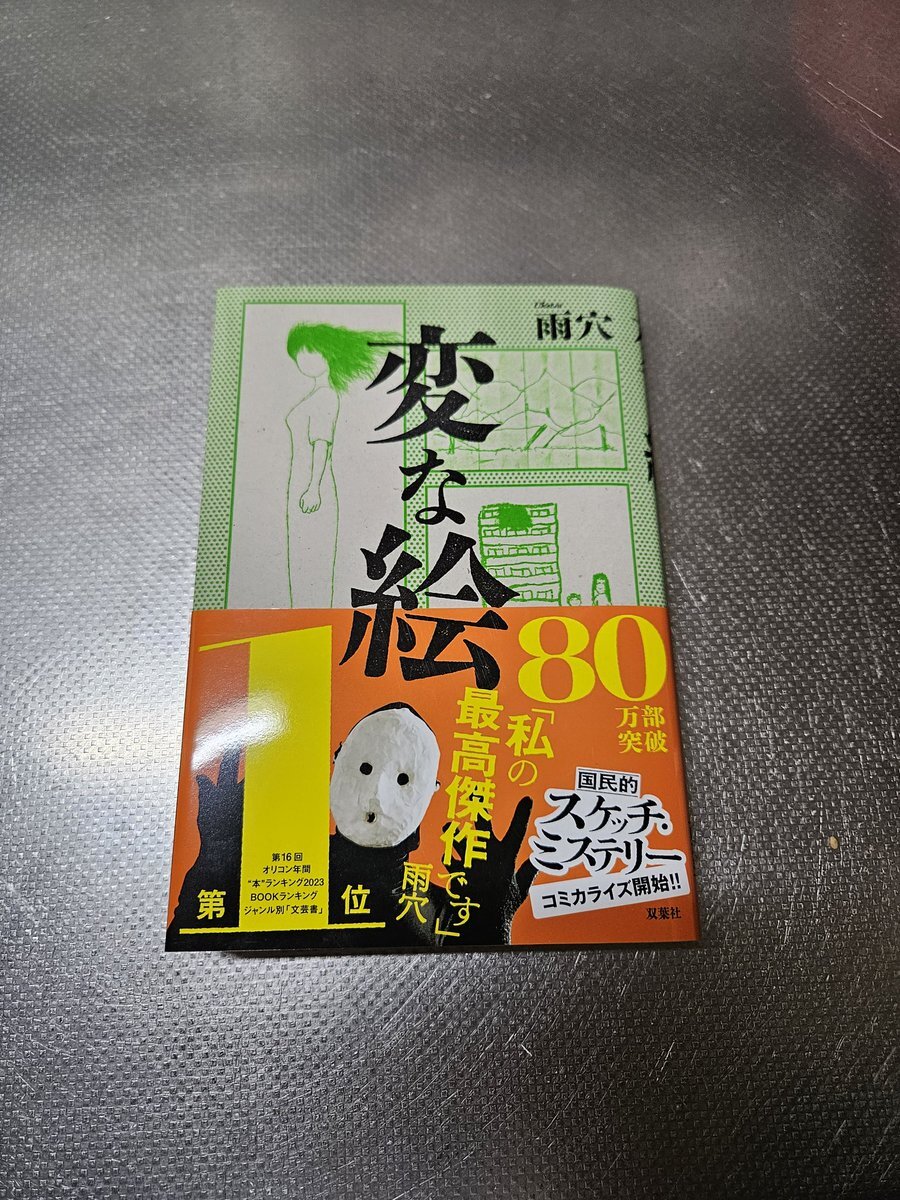 Uketsu
雨穴
変な絵
80
万部
突破
「私の
最高傑作です」
雨穴
第1位
第16回
オリコン年間
"本"ランキング2023
BOOKランキング
ジャンル別「文芸書」
国民的
スケッチ・
ミステリー
コミカライズ開始!!
双葉社